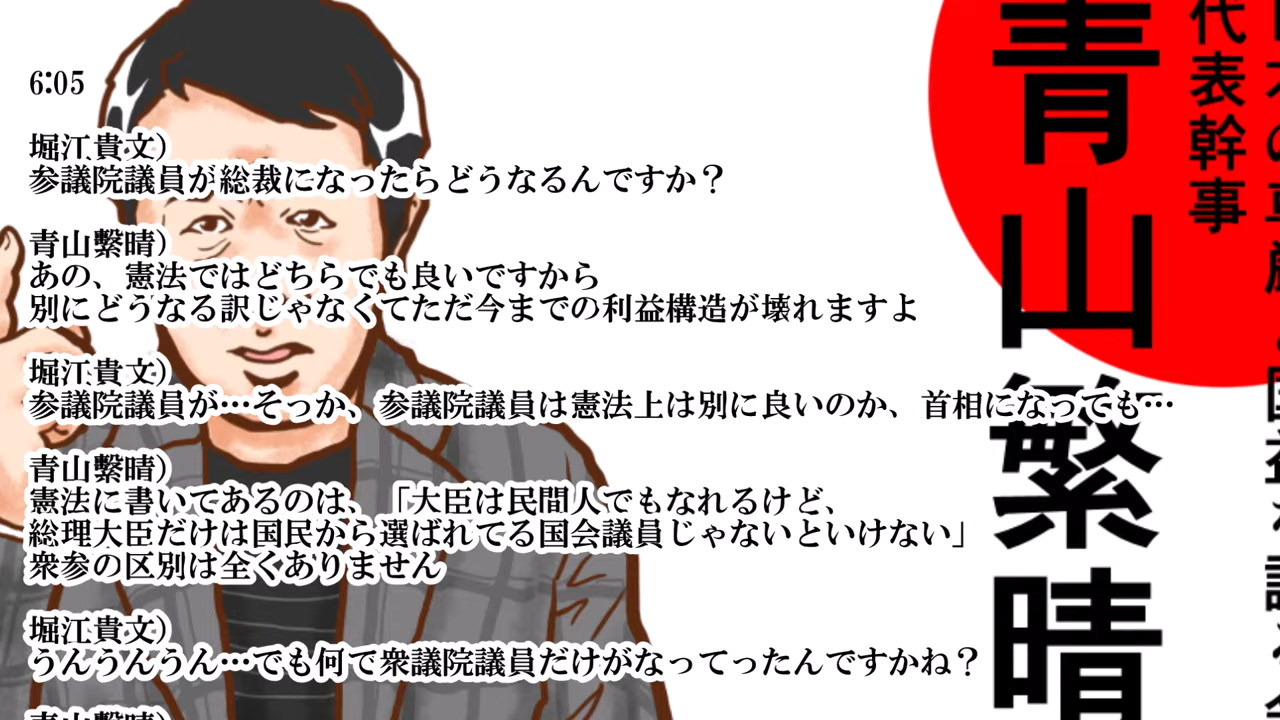 6:05
堀江貴文)
参議院議員が総裁になったらどうなるんですか?
青山繫晴)
あの、憲法ではどちらでも良いですから
別にどうなる訳じゃなくてただ今までの利益構造が壊れますよ
堀江貴文)
参議院議員が…そっか、参議院議員は憲法上は別に良いのか、首相になっても…
青山繫晴)
憲法に書いてあるのは、「大臣は民間人でもなれるけど、
総理大臣だけは国民から選ばれてる国会議員じゃないといけない」
衆参の区別は全くありません
堀江貴文)
うんうんうん…でも何で衆議院議員だけがなってったんですかね?
青山繫晴)
代表幹事
青山繁晴